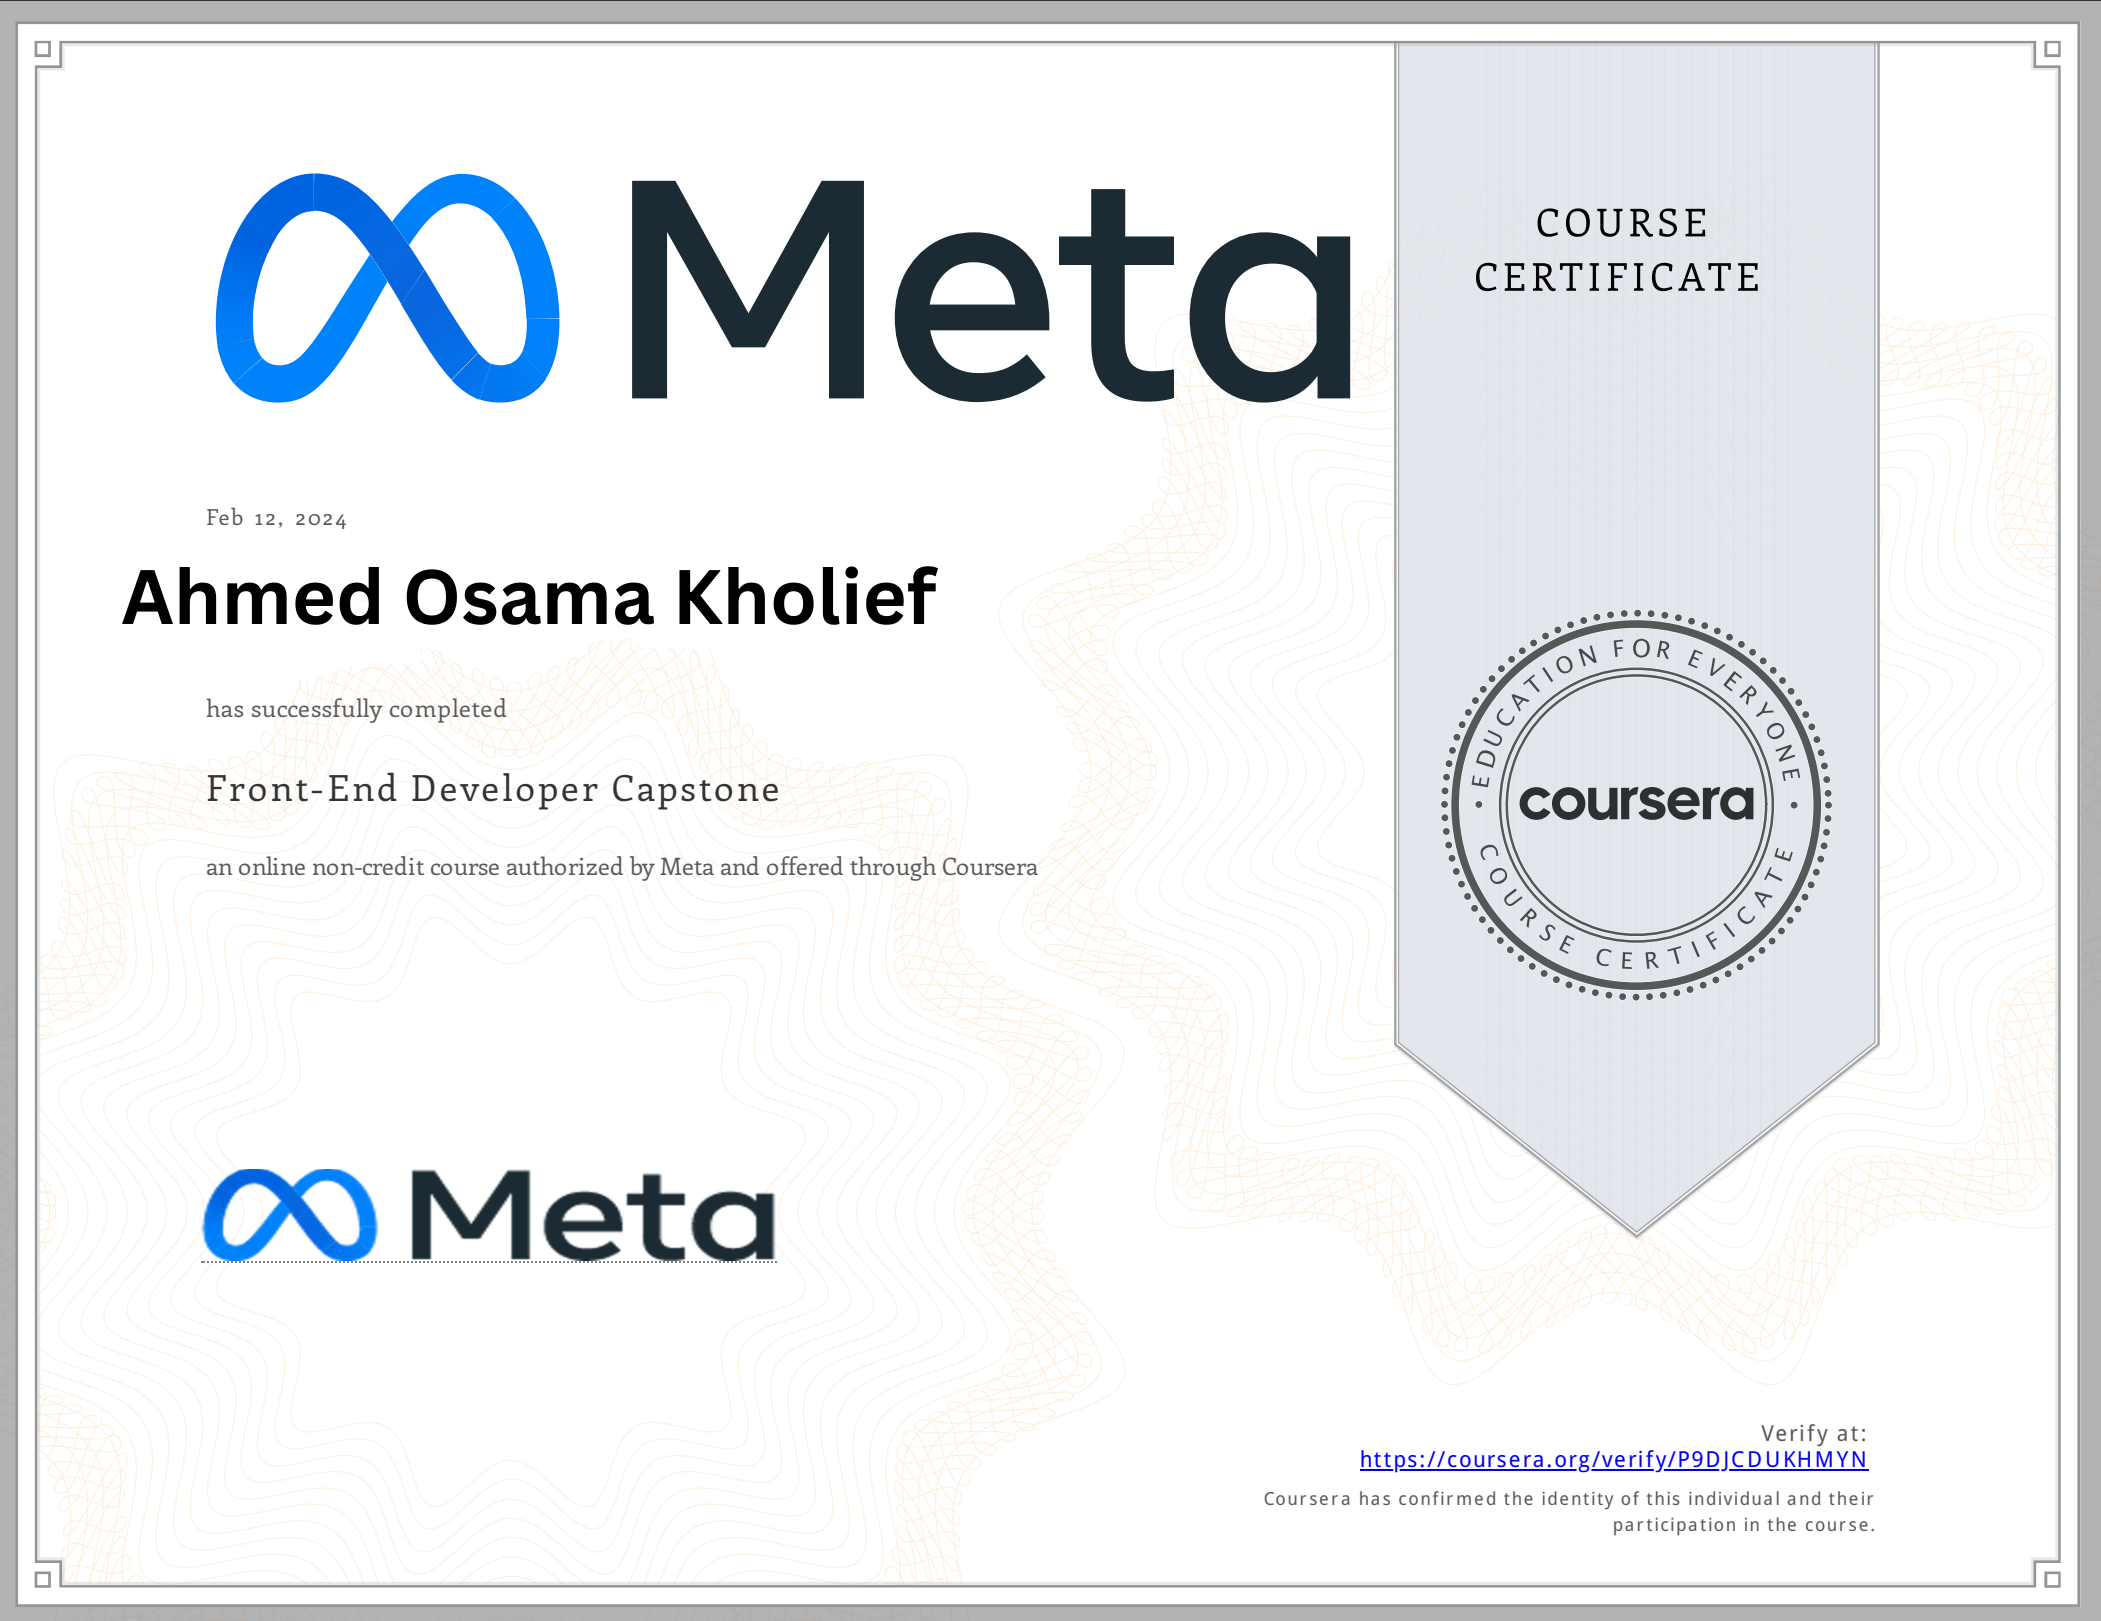 Meta
COURSE
CERTIFICATE
Feb 12, 2024
Ahmed Osama Kholief
has successfully completed
Front-End Developer Capstone
an online non-credit course authorized by Meta and offered through Coursera
EDUCATION FOR EVERYONE
coursera
COURSE CERTIFICATE
Meta
Verify at:
https://coursera.org/verify/P9DJCDUKHMYN
Coursera has confirmed the identity of this individual and their
participation in the course.